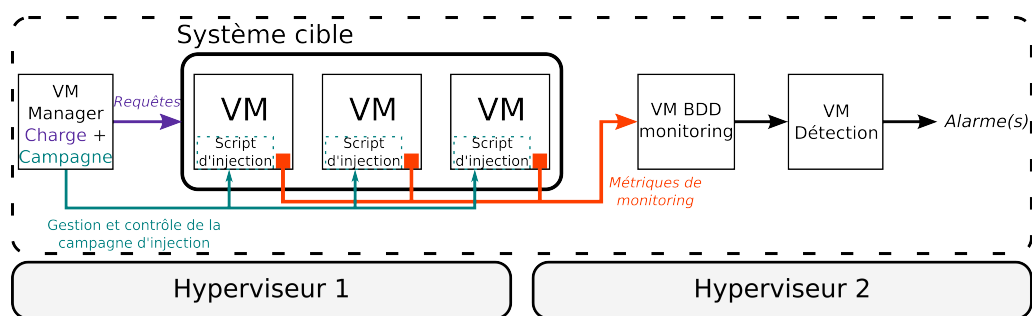 Système cible
VM
Manager
Charge +
Campagne
Requêtes
VM
Script
d'injection
VM
Script
d'injection
VM
Script
d'injection
VM BDD
monitoring
VM
Détection
Alarme(s)
Métriques de
monitoring
Gestion et contrôle de la
campagne d'injection
Hyperviseur 1
Hyperviseur 2